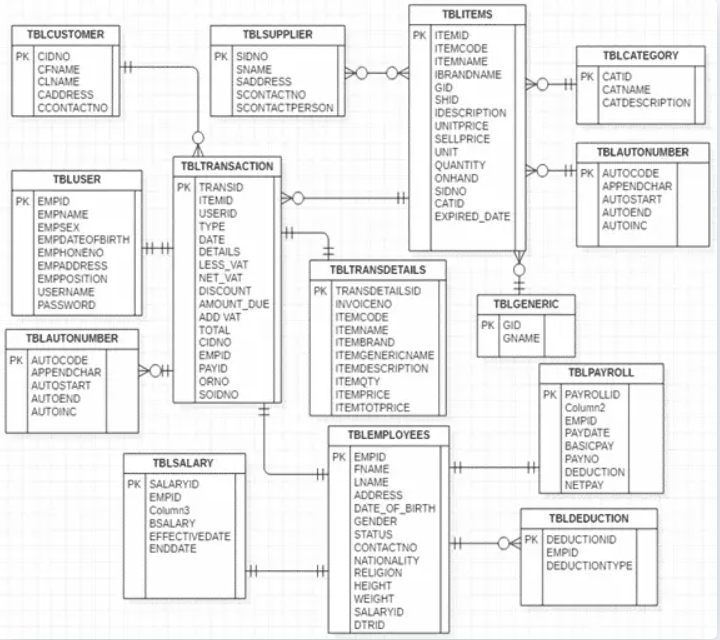 TBLCUSTOMER
PK CIDNO
CFNAME
CLNAME
CADDRESS
CCONTACTNO
TBLSUPPLIER
PK SIDNO
SNAME
SADDRESS
SCONTACTNO
SCONTACTPERSON
TBLITEMS
PK ITEMID
ITEMCODE
ITEMNAME
IBRANDNAME
GID
SHID
IDESCRIPTION
UNITPRICE
SELLPRICE
UNIT
QUANTITY
ONHAND
SIDNO
CATID
EXPIRED_DATE
TBLCATEGORY
PK CATID
CATNAME
CATDESCRIPTION
TBLAUTONUMBER
PK AUTOCODE
APPENDCHAR
AUTOSTART
AUTOEND
AUTOINC
TBLUSER
PK EMPID
EMPNAME
EMPSEX
EMPDATEOFBIRTH
EMPHONENO
EMPADDRESS
EMPPOSITION
USERNAME
PASSWORD
TBLTRANSACTION
PK TRANSID
ITEMID
USERID
TYPE
DATE
DETAILS
LESS_VAT
NET_VAT
DISCOUNT
AMOUNT_DUE
ADD VAT
TOTAL
CIDNO
EMPID
PAYID
ORNO
SOIDNO
TBLTRANSDETAILS
PK TRANSDETAILSID
INVOICENO
ITEMCODE
ITEMNAME
ITEMBRAND
ITEMGENERICNAME
ITEMDESCRIPTION
ITEMQTY
ITEMPRICE
ITEMTOTPRICE
TBLGENERIC
PK GID
GNAME
TBLAUTONUMBER
PK AUTOCODE
APPENDCHAR
AUTOSTART
AUTOEND
AUTOINC
TBLPAYROLL
PK PAYROLLID
Column2
EMPID
PAYDATE
BASICPAY
PAYNO
DEDUCTION
NETPAY
TBLEMPLOYEES
PK EMPID
FNAME
LNAME
ADDRESS
DATE_OF_BIRTH
GENDER
STATUS
CONTACTNO
NATIONALITY
RELIGION
HEIGHT
WEIGHT
SALARYID
DTRID
TBLSALARY
PK SALARYID
EMPID
Column3
BSALARY
EFFECTIVEDATE
ENDDATE
TBLDEDUCTION
PK DEDUCTIONID
EMPID
DEDUCTIONTYPE